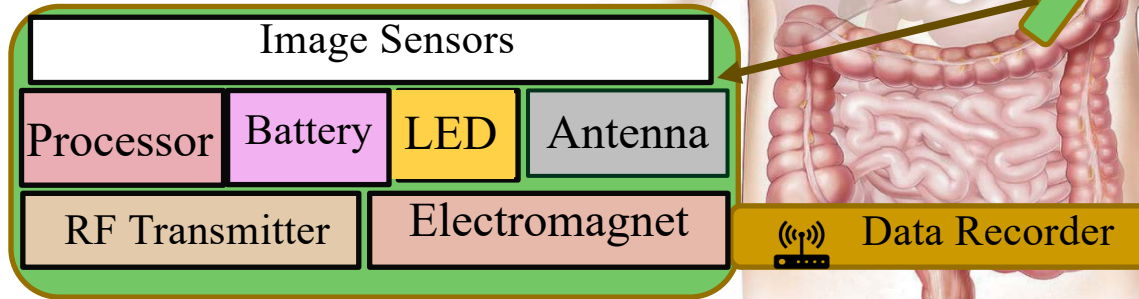 Image Sensors
Processor Battery LED Antenna
RF Transmitter Electromagnet Data Recorder